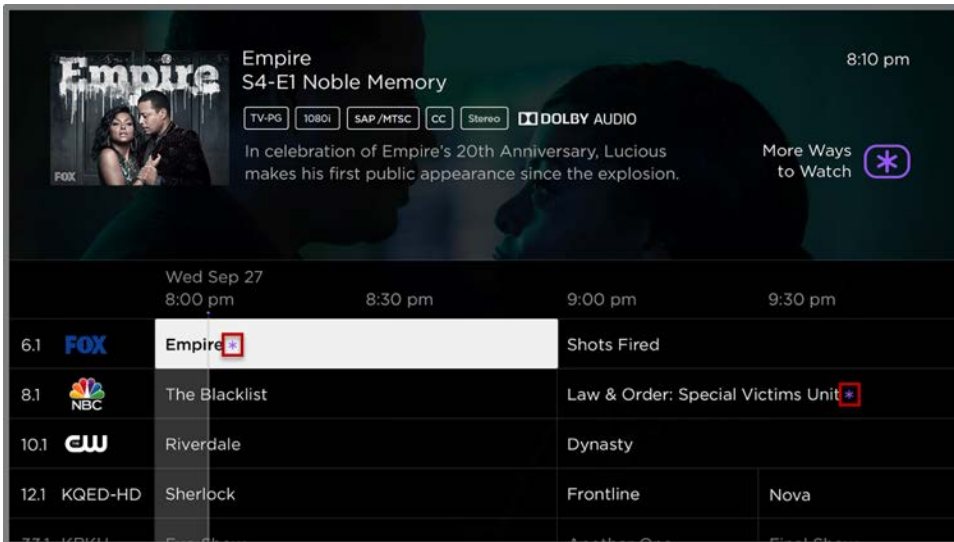 Empire
FOX
Empire
S4-E1 Noble Memory
8:10 pm
TV-PG 1080i SAP/MTSC CC Stereo DOLBY AUDIO
In celebration of Empire's 20th Anniversary, Lucious
makes his first public appearance since the explosion.
More Ways
to Watch *
Wed Sep 27
8:00 pm 8:30 pm 9:00 pm 9:30 pm
6.1 FOX Empire * Shots Fired
8.1 NBC The Blacklist Law & Order: Special Victims Unit *
10.1 CW Riverdale Dynasty
12.1 KQED-HD Sherlock Frontline Nova